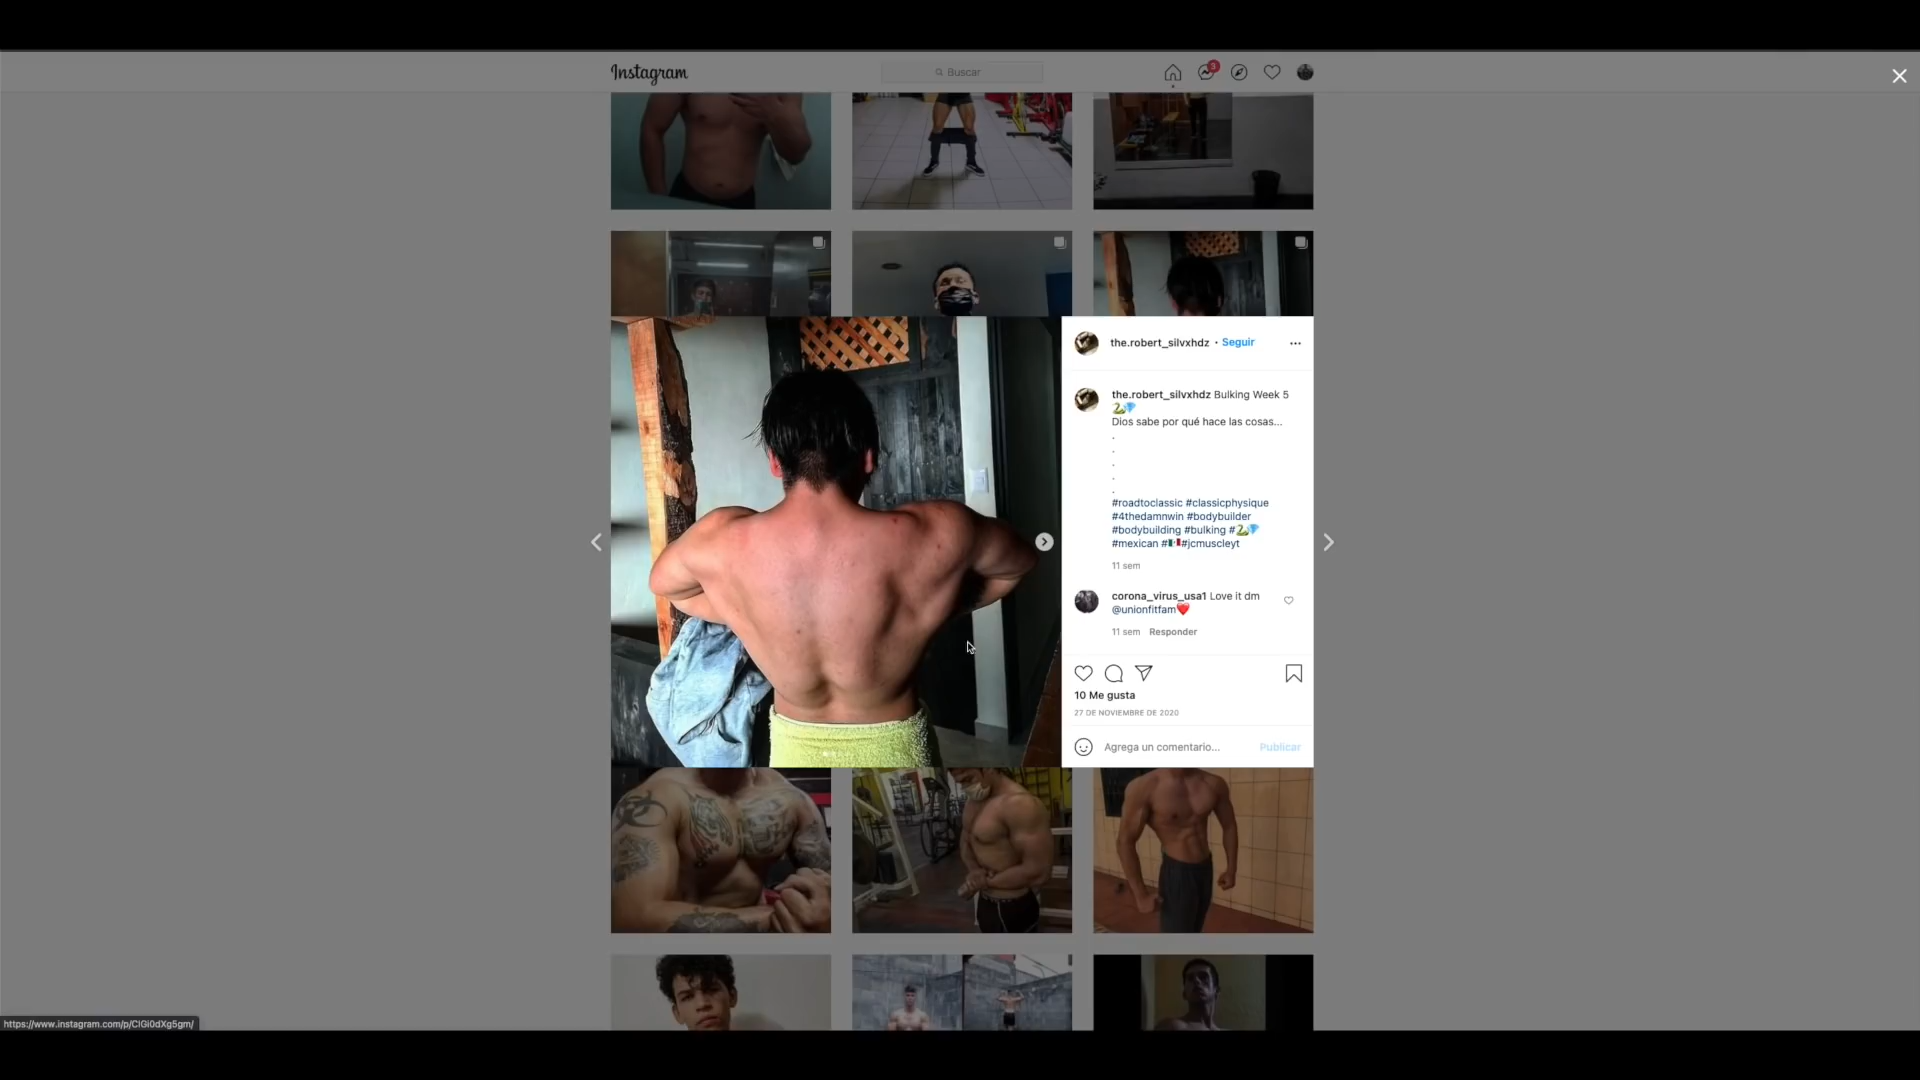 Instagram
Buscar
3
the.robert_silvxhdz • Seguir
the.robert_silvxhdz Bulking Week 5
🐍💎
Dios sabe por qué hace las cosas...
.
.
.
.
.
#roadtoclassic #classicphysique
#4thedamnwin #bodybuilder
#bodybuilding #bulking #🐍💎
#mexican #🇲🇽#jcmuscleyt
11 sem
corona_virus_usa1 Love it dm
@unionfitfam❤️
11 sem Responder
10 Me gusta
27 DE NOVIEMBRE DE 2020
Agrega un comentario... Publicar
https://www.instagram.com/p/CIGi0dXg5gm/